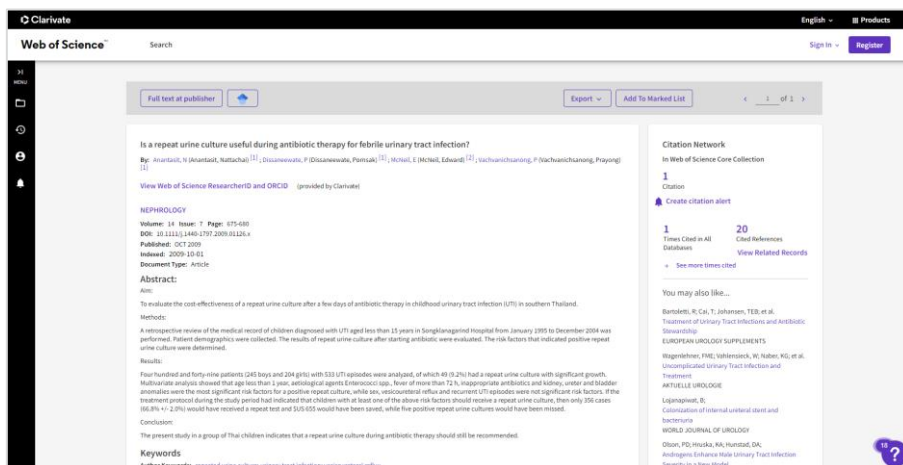 Clarivate
English
Products
Web of Science™
Search
Sign In
Register
MENU
Full text at publisher
Export
Add To Marked List
1 of 1
Is a repeat urine culture useful during antibiotic therapy for febrile urinary tract infection?
By: Anantasit, N (Anantasit, Nattachai) [1] ; Dissaneewate, P (Dissaneewate, Pornsak) [1] ; McNeil, E (McNeil, Edward) [2] ; Vachvanichsanong, P (Vachvanichsanong, Prayong)
[1]
View Web of Science ResearcherID and ORCID (provided by Clarivate)
NEPHROLOGY
Volume: 14 Issue: 7 Page: 675-680
DOI: 10.1111/j.1440-1797.2009.01126.x
Published: OCT 2009
Indexed: 2009-10-01
Document Type: Article
Abstract:
Aim:
To evaluate the cost-effectiveness of a repeat urine culture after a few days of antibiotic therapy in childhood urinary tract infection (UTI) in southern Thailand.
Methods:
A retrospective review of the medical record of children diagnosed with UTI aged less than 15 years in Songklanagarind Hospital from January 1995 to December 2004 was
performed. Patient demographics were collected. The results of repeat urine culture after starting antibiotic were evaluated. The risk factors that indicated positive repeat
urine culture were determined.
Results:
Four hundred and forty-nine patients (245 boys and 204 girls) with 533 UTI episodes were analyzed, of which 49 (9.2%) had a repeat urine culture with significant growth.
Multivariate analysis showed that age less than 1 year, aetiological agents Enterococci spp., fever of more than 72 h, inappropriate antibiotics and kidney, ureter and bladder
anomalies were the most significant risk factors for a positive repeat culture, while sex, vesicoureteral reflux and recurrent UTI episodes were not significant risk factors. If the
treatment protocol during the study period had indicated that children with at least one of the above risk factors should receive a repeat urine culture, then only 356 cases
(66.8% +/- 2.0%) would have received a repeat test and $US 655 would have been saved, while five positive repeat urine cultures would have been missed.
Conclusion:
The present study in a group of Thai children indicates that a repeat urine culture during antibiotic therapy should still be recommended.
Keywords
Author Keywords: repeated urine culture; urinary tract infection; vesico-ureteral reflux
Citation Network
In Web of Science Core Collection
1
Citation
Create citation alert
1
Times Cited in All
Databases
20
Cited References
View Related Records
+ See more times cited
You may also like...
Bartoletti, R; Cai, T; Johansen, TEB; et al.
Treatment of Urinary Tract Infections and Antibiotic
Stewardship
EUROPEAN UROLOGY SUPPLEMENTS
Wagenlehner, FME; Vahlensieck, W; Naber, KG; et al.
Uncomplicated Urinary Tract Infection and
Treatment
AKTUELLE UROLOGIE
Lojanapiwat, B;
Colonization of internal ureteral stent and
bacteriuria
WORLD JOURNAL OF UROLOGY
Olson, PD; Hruska, KA; Hunstad, DA;
Androgens Enhance Male Urinary Tract Infection
Severity in a New Model
10
?